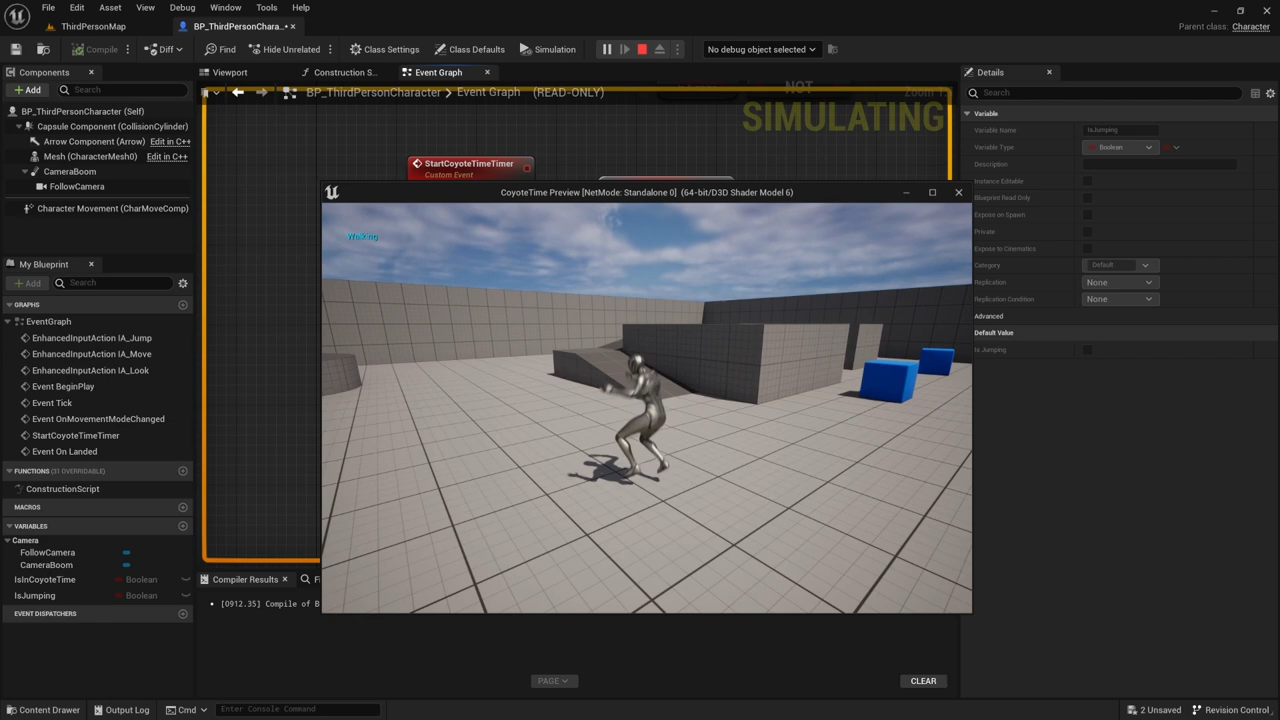 File Edit Asset View Debug Window Tools Help
ThirdPersonMap
BP_ThirdPersonChara...
Parent class: Character
Compile
Diff
Find
Hide Unrelated
Class Settings
Class Defaults
Simulation
No debug object selected
Components
Add
Search
BP_ThirdPersonCharacter (Self)
Capsule Component (CollisionCylinder)
Arrow Component (Arrow) Edit in C++
Mesh (CharacterMesh0) Edit in C++
CameraBoom
FollowCamera
Character Movement (CharMoveComp)
My Blueprint
Add
Search
GRAPHS
EventGraph
EnhancedInputAction IA_Jump
EnhancedInputAction IA_Move
EnhancedInputAction IA_Look
Event BeginPlay
Event Tick
Event OnMovementModeChanged
StartCoyoteTimeTimer
Event On Landed
FUNCTIONS (31 OVERRIDABLE)
ConstructionScript
MACROS
VARIABLES
Camera
FollowCamera
CameraBoom
IsInCoyoteTime Boolean
IsJumping Boolean
EVENT DISPATCHERS
Viewport
Construction S...
Event Graph
BP_ThirdPersonCharacter > Event Graph (READ-ONLY)
NOT
SIMULATING
StartCoyoteTimeTimer
Custom Event
CoyoteTime Preview [NetMode: Standalone 0] (64-bit/D3D Shader Model 6)
Walking
Compiler Results
Fi
[0912.35] Compile of B
PAGE
CLEAR
Details
Search
Variable
Variable Name IsJumping
Variable Type Boolean
Description
Instance Editable
Blueprint Read Only
Expose on Spawn
Private
Expose to Cinematics
Category Default
Replication None
Replication Condition None
Advanced
Default Value
Is Jumping
Content Drawer
Output Log
Cmd
Enter Console Command
2 Unsaved
Revision Control